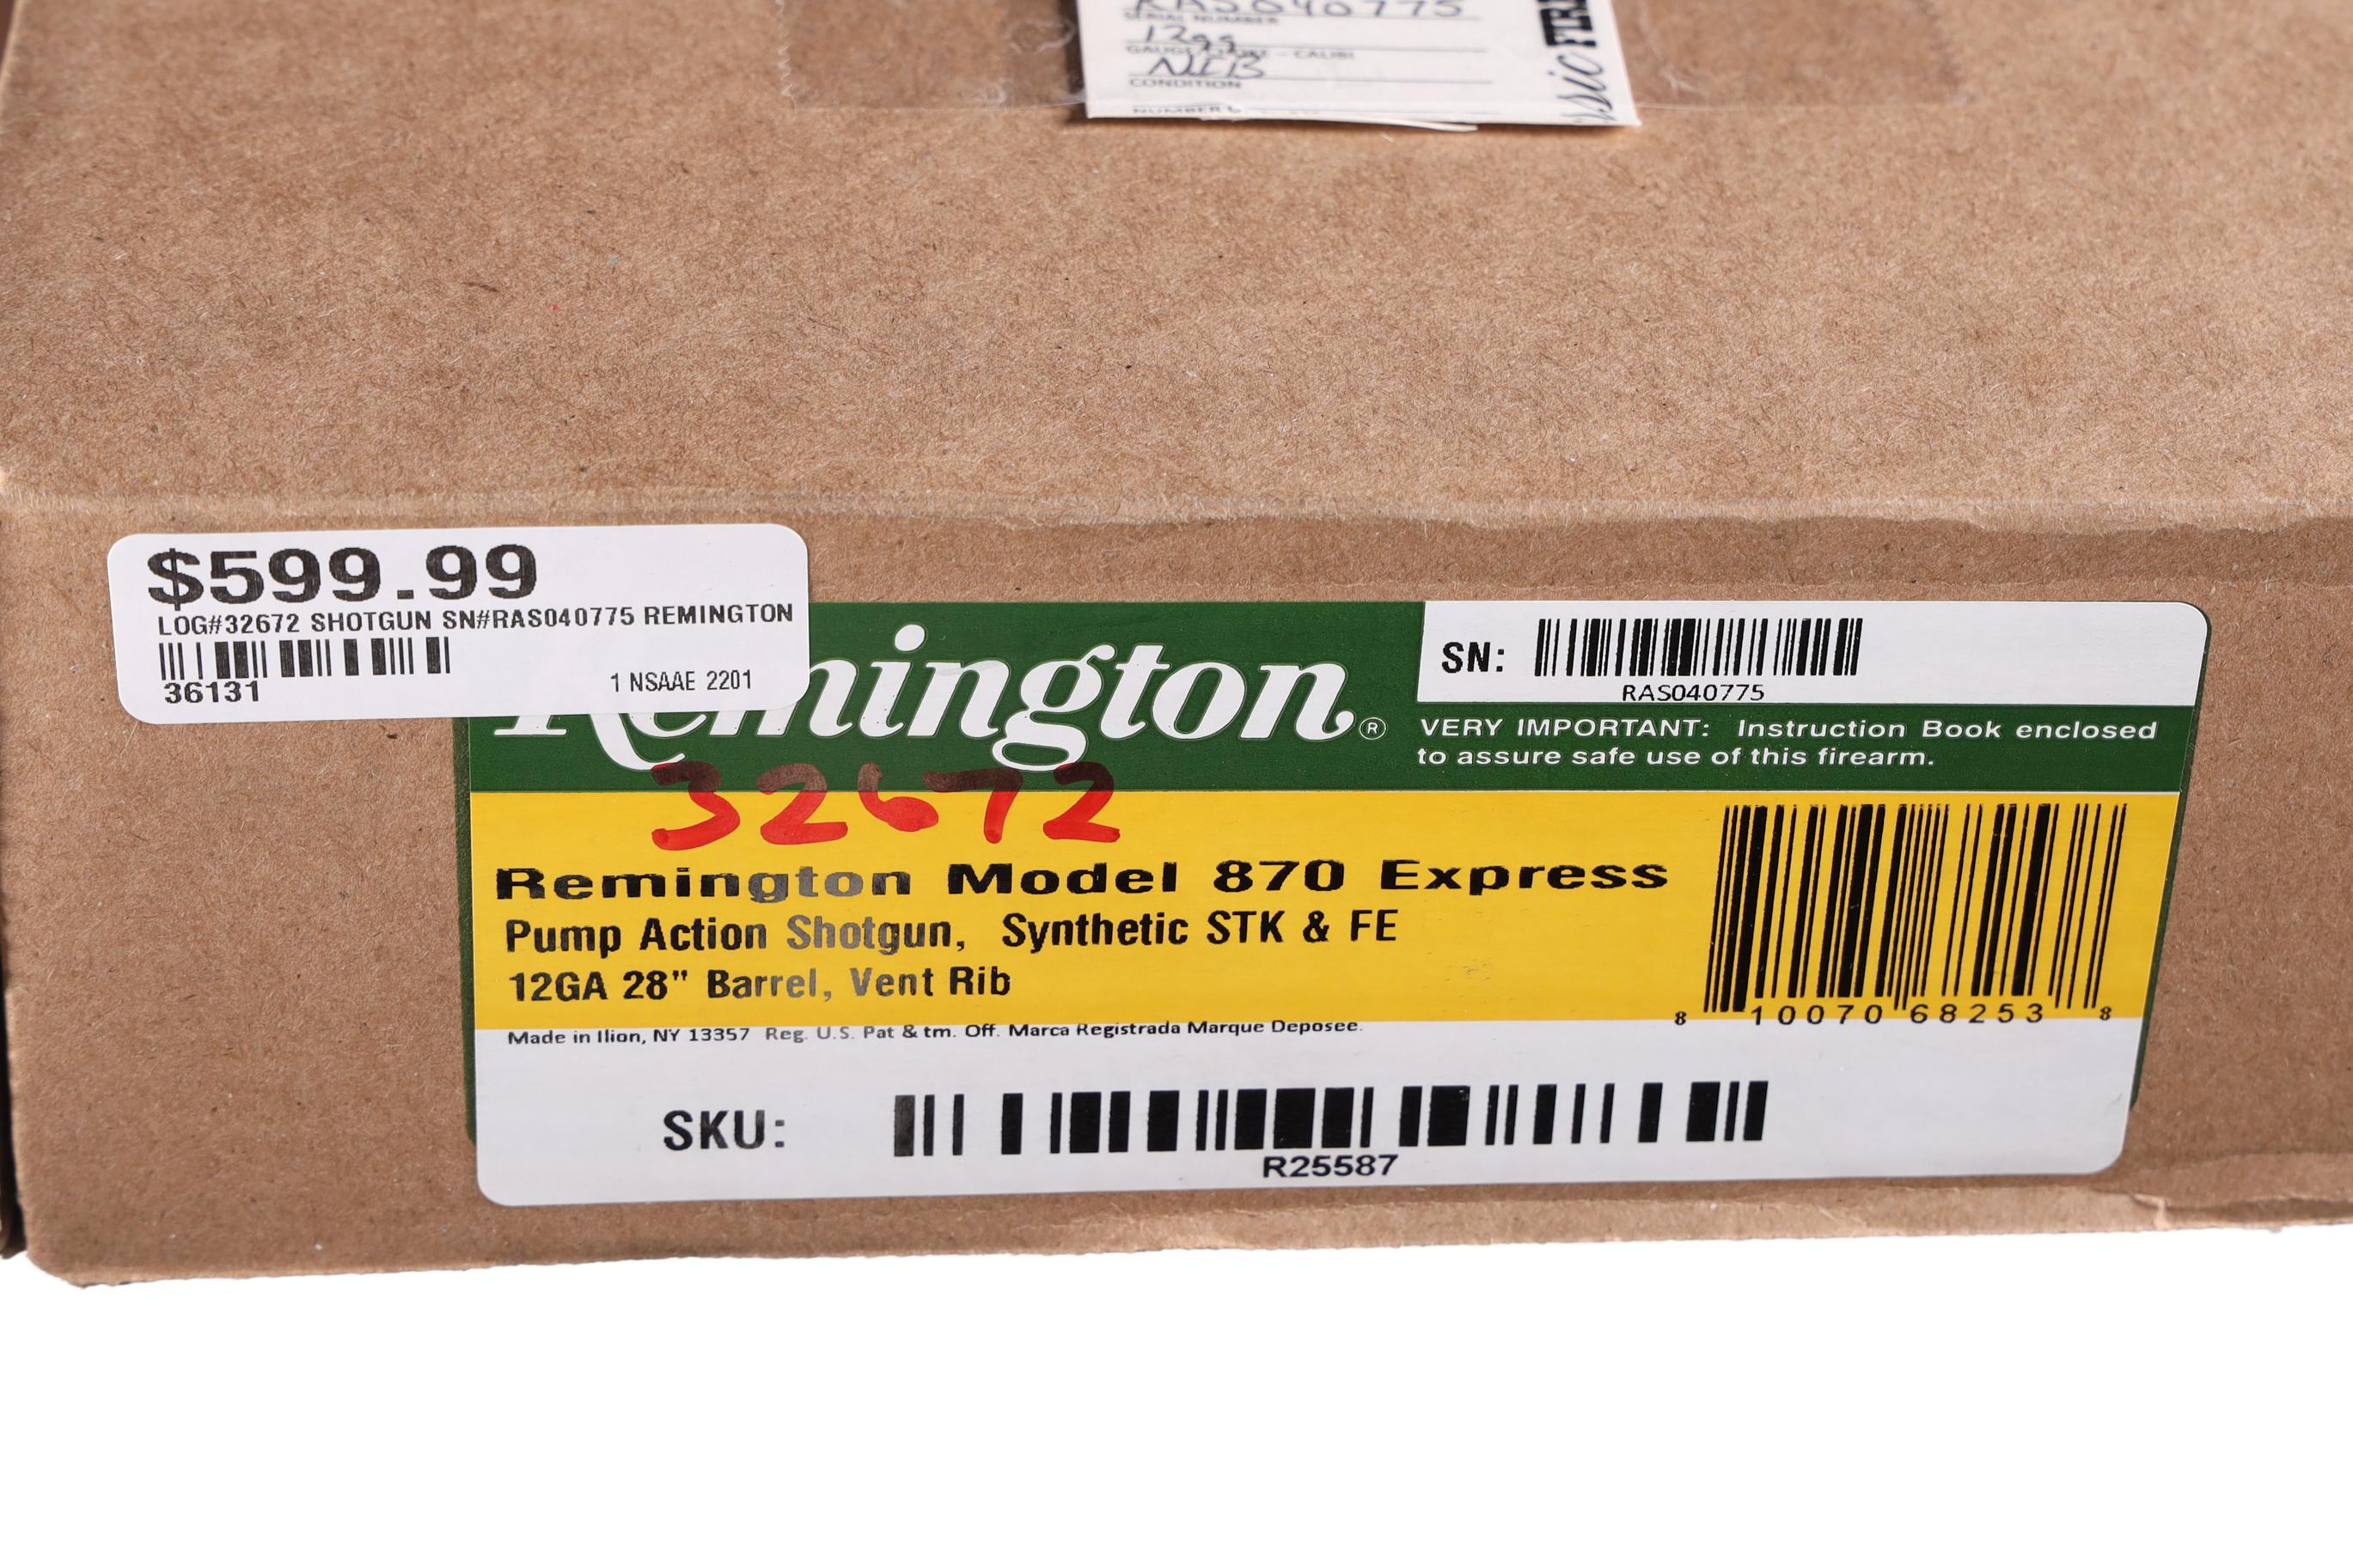 RAS040775
SERIAL NUMBER
12ga
NIB
CONDITION
$599.99
LOG#32672 SHOTGUN SN#RAS040775 REMINGTON
36131
1 NSAAE 2201
Remington®
SN:
RAS040775
VERY IMPORTANT: Instruction Book enclosed
to assure safe use of this firearm.
32672
Remington Model 870 Express
Pump Action Shotgun, Synthetic STK & FE
12GA 28" Barrel, Vent Rib
8 10070 68253 8
Made in Ilion, NY 13357 Reg. U.S. Pat & tm. Off. Marca Registrada Marque Deposee.
SKU:
R25587